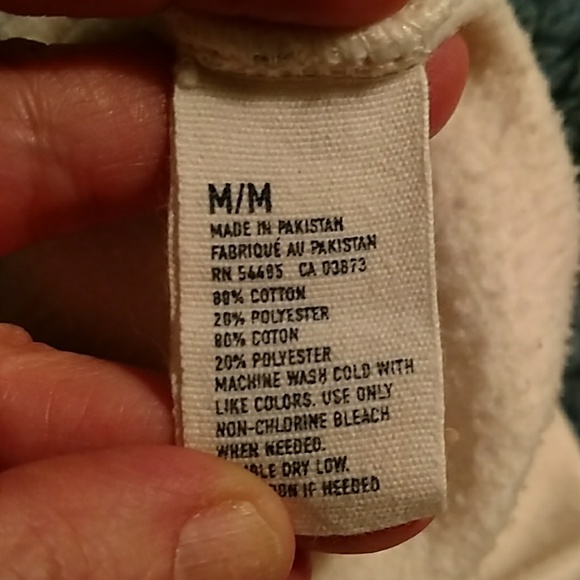 M/M
MADE IN PAKISTAN
FABRIQUÉ AU PAKISTAN
RN 54485 CA 03873
80% COTTON
20% POLYESTER
80% COTON
20% POLYESTER
MACHINE WASH COLD WITH
LIKE COLORS. USE ONLY
NON-CHLORINE BLEACH
WHEN NEEDED.
DRY LOW.
IF NEEDED